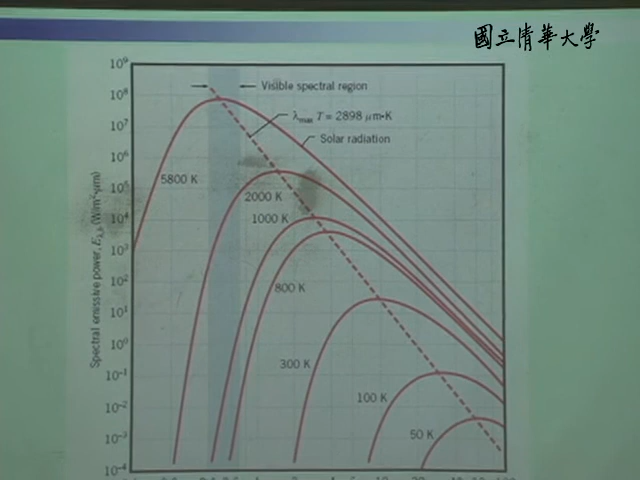 國立清華大學
10⁹
Visible spectral region
10⁸
λmax T = 2898 μm·K
10⁷
Solar radiation
10⁶
5800 K
10⁵
2000 K
10⁴
1000 K
Spectral emissive power, Eλ,b (W/m²·μm)
10³
10²
800 K
10¹
10⁰
300 K
10⁻¹
100 K
10⁻²
50 K
10⁻³
10⁻⁴